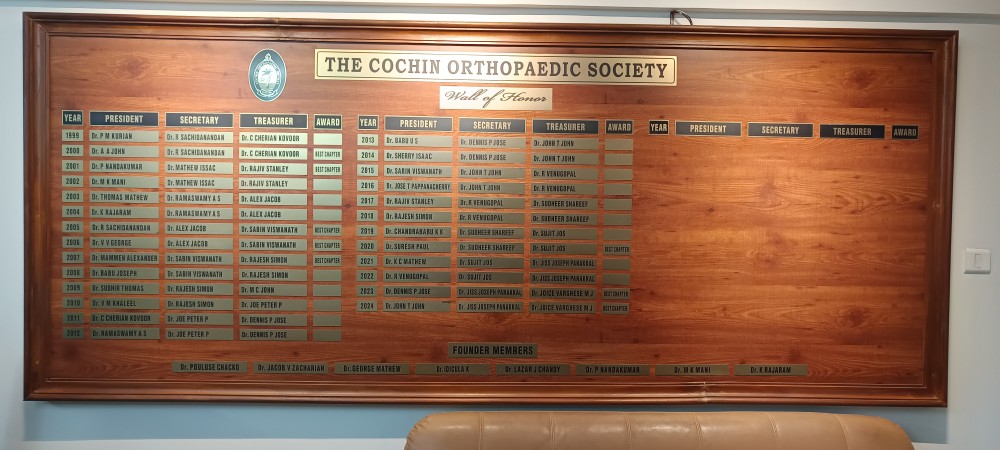 THE COCHIN ORTHOPAEDIC SOCIETY
Wall of Honor
YEAR PRESIDENT SECRETARY TREASURER AWARD
1999 Dr. P M KURIAN Dr. R SACHIDANANDAN Dr. C CHERIAN KOVOOR
2000 Dr. A A JOHN Dr. R SACHIDANANDAN Dr. C CHERIAN KOVOOR BEST CHAPTER
2001 Dr. P NANDAKUMAR Dr. MATHEW ISSAC Dr. RAJIV STANLEY BEST CHAPTER
2002 Dr. M K MANI Dr. MATHEW ISSAC Dr. RAJIV STANLEY
2003 Dr. THOMAS MATHEW Dr. RAMASWAMY A S Dr. ALEX JACOB
2004 Dr. K RAJARAM Dr. RAMASWAMY A S Dr. ALEX JACOB
2005 Dr. R SACHIDANANDAN Dr. ALEX JACOB Dr. SABIN VISWANATH BEST CHAPTER
2006 Dr. V V GEORGE Dr. ALEX JACOB Dr. SABIN VISWANATH BEST CHAPTER
2007 Dr. MAMMEN ALEXANDER Dr. SABIN VISWANATH Dr. RAJESH SIMON BEST CHAPTER
2008 Dr. BABU JOSEPH Dr. SABIN VISWANATH Dr. RAJESH SIMON
2009 Dr. SUDHIR THOMAS Dr. RAJESH SIMON Dr. M C JOHN
2010 Dr. V M KHALEEL Dr. RAJESH SIMON Dr. JOE PETER P
2011 Dr. C CHERIAN KOVOOR Dr. JOE PETER P Dr. DENNIS P JOSE
2012 Dr. RAMASWAMY A S Dr. JOE PETER P Dr. DENNIS P JOSE
YEAR PRESIDENT SECRETARY TREASURER AWARD
2013 Dr. BABU U S Dr. DENNIS P JOSE Dr. JOHN T JOHN
2014 Dr. SHERRY ISAAC Dr. DENNIS P JOSE Dr. JOHN T JOHN
2015 Dr. SABIN VISWANATH Dr. JOHN T JOHN Dr. R VENUGOPAL
2016 Dr. JOSE T PAPPANACHERRY Dr. JOHN T JOHN Dr. R VENUGOPAL
2017 Dr. RAJIV STANLEY Dr. R VENUGOPAL Dr. SUDHEER SHAREEF
2018 Dr. RAJESH SIMON Dr. R VENUGOPAL Dr. SUDHEER SHAREEF
2019 Dr. CHANDRABABU K K Dr. SUDHEER SHAREEF Dr. SUJIT JOS
2020 Dr. SURESH PAUL Dr. SUDHEER SHAREEF Dr. SUJIT JOS BEST CHAPTER
2021 Dr. K C MATHEW Dr. SUJIT JOS Dr. JISS JOSEPH PANAKKAL
2022 Dr. R VENUGOPAL Dr. SUJIT JOS Dr. JISS JOSEPH PANAKKAL
2023 Dr. DENNIS P JOSE Dr. JISS JOSEPH PANAKKAL Dr. JOICE VARGHESE M J BEST CHAPTER
2024 Dr. JOHN T JOHN Dr. JISS JOSEPH PANAKKAL Dr. JOICE VARGHESE M J BEST CHAPTER
YEAR PRESIDENT SECRETARY TREASURER AWARD
FOUNDER MEMBERS
Dr. POULOSE CHACKO Dr. JACOB V ZACHARIAH Dr. GEORGE MATHEW Dr. IDICULA K Dr. LAZAR J CHANDY Dr. P NANDAKUMAR Dr. M K MANI Dr. K RAJARAM